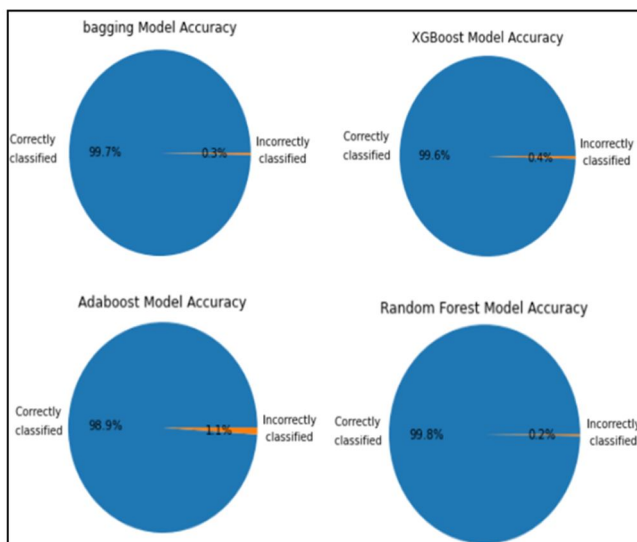 bagging Model Accuracy
Correctly
classified
99.7%
0.3%
Incorrectly
classified
XGBoost Model Accuracy
Correctly
classified
99.6%
0.4%
Incorrectly
classified
Adaboost Model Accuracy
Correctly
classified
98.9%
1.1%
Incorrectly
classified
Random Forest Model Accuracy
Correctly
classified
99.8%
0.2%
Incorrectly
classified